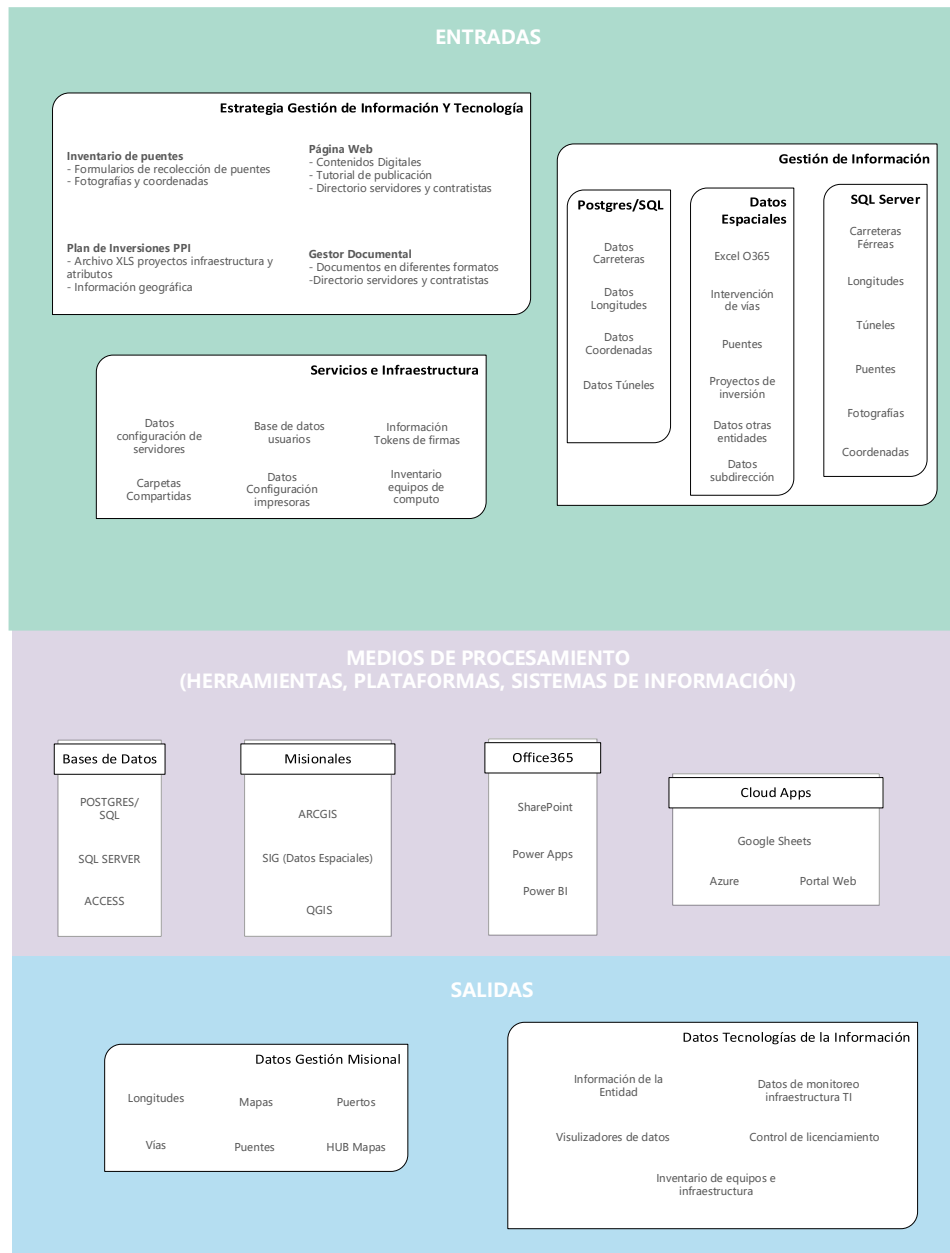 ENTRADAS
Estrategia Gestión de Información Y Tecnología
Inventario de puentes
- Formularios de recolección de puentes
- Fotografías y coordenadas
Página Web
- Contenidos Digitales
- Tutorial de publicación
- Directorio servidores y contratistas
Plan de Inversiones PPI
- Archivo XLS proyectos infraestructura y
atributos
- Información geográfica
Gestor Documental
- Documentos en diferentes formatos
-Directorio servidores y contratistas
Gestión de Información
Postgres/SQL
Datos
Carreteras
Datos
Longitudes
Datos
Coordenadas
Datos Túneles
Datos
Espaciales
Excel O365
Intervención
de vías
Puentes
Proyectos de
inversión
Datos otras
entidades
Datos
subdirección
SQL Server
Carreteras
Férreas
Longitudes
Túneles
Puentes
Fotografías
Coordenadas
Servicios e Infraestructura
Datos
configuración de
servidores
Base de datos
usuarios
Información
Tokens de firmas
Carpetas
Compartidas
Datos
Configuración
impresoras
Inventario
equipos de
computo
MEDIOS DE PROCESAMIENTO
(HERRAMIENTAS, PLATAFORMAS, SISTEMAS DE INFORMACIÓN)
Bases de Datos
POSTGRES/
SQL
SQL SERVER
ACCESS
Misionales
ARCGIS
SIG (Datos Espaciales)
QGIS
Office365
SharePoint
Power Apps
Power BI
Cloud Apps
Google Sheets
Azure
Portal Web
SALIDAS
Datos Gestión Misional
Longitudes
Mapas
Puertos
Vías
Puentes
HUB Mapas
Datos Tecnologías de la Información
Información de la
Entidad
Datos de monitoreo
infraestructura TI
Visulizadores de datos
Control de licenciamiento
Inventario de equipos e
infraestructura